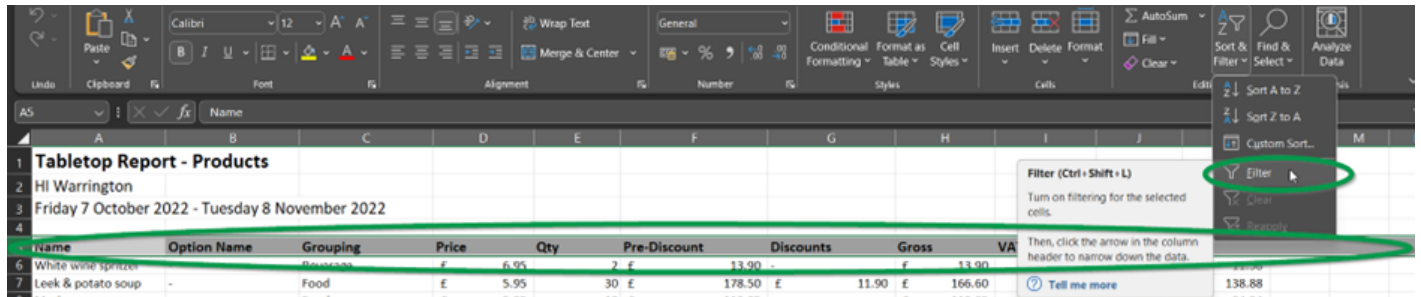 Calibri 12 A A Wrap Text General AutoSum
Paste B I U A Merge & Center % Conditional Formatting Format as Table Cell Styles Insert Delete Format Fill Clear Sort & Filter Find & Select Analyze Data
Undo Clipboard Font Alignment Number Styles Cells
A5 fx Name
Sort A to Z
Sort Z to A
Custom Sort...
Filter
Clear
Reapply
A B C D E F G H I J M
1 Tabletop Report - Products
2 HI Warrington
3 Friday 7 October 2022 - Tuesday 8 November 2022
4
Filter (Ctrl+Shift+L)
Turn on filtering for the selected
cells.
Then, click the arrow in the column
header to narrow down the data.
Tell me more
Name Option Name Grouping Price Qty Pre-Discount Discounts Gross VA
6 White wine spritzer Beverage £ 6.95 2 £ 13.90 - £ 13.90
7 Leek & potato soup - Food £ 5.95 30 £ 178.50 £ 11.90 £ 166.60 138.88